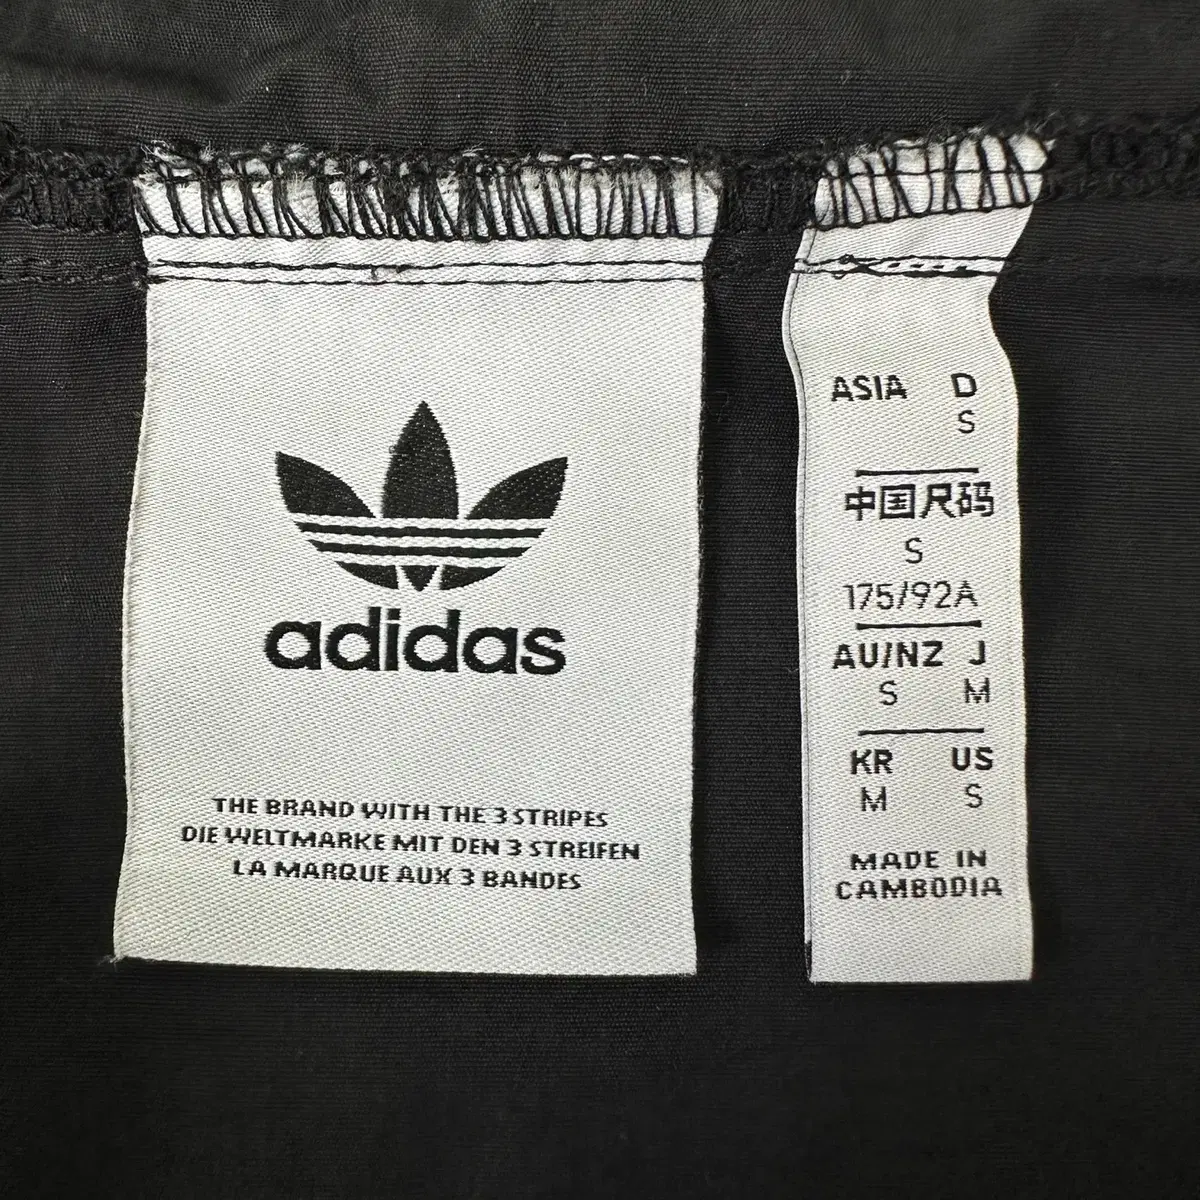 adidas
THE BRAND WITH THE 3 STRIPES
DIE WELTMARKE MIT DEN 3 STREIFEN
LA MARQUE AUX 3 BANDES
ASIA D
S
中国尺码
S
175/92A
AU/NZ J
S M
KR US
M S
MADE IN
CAMBODIA